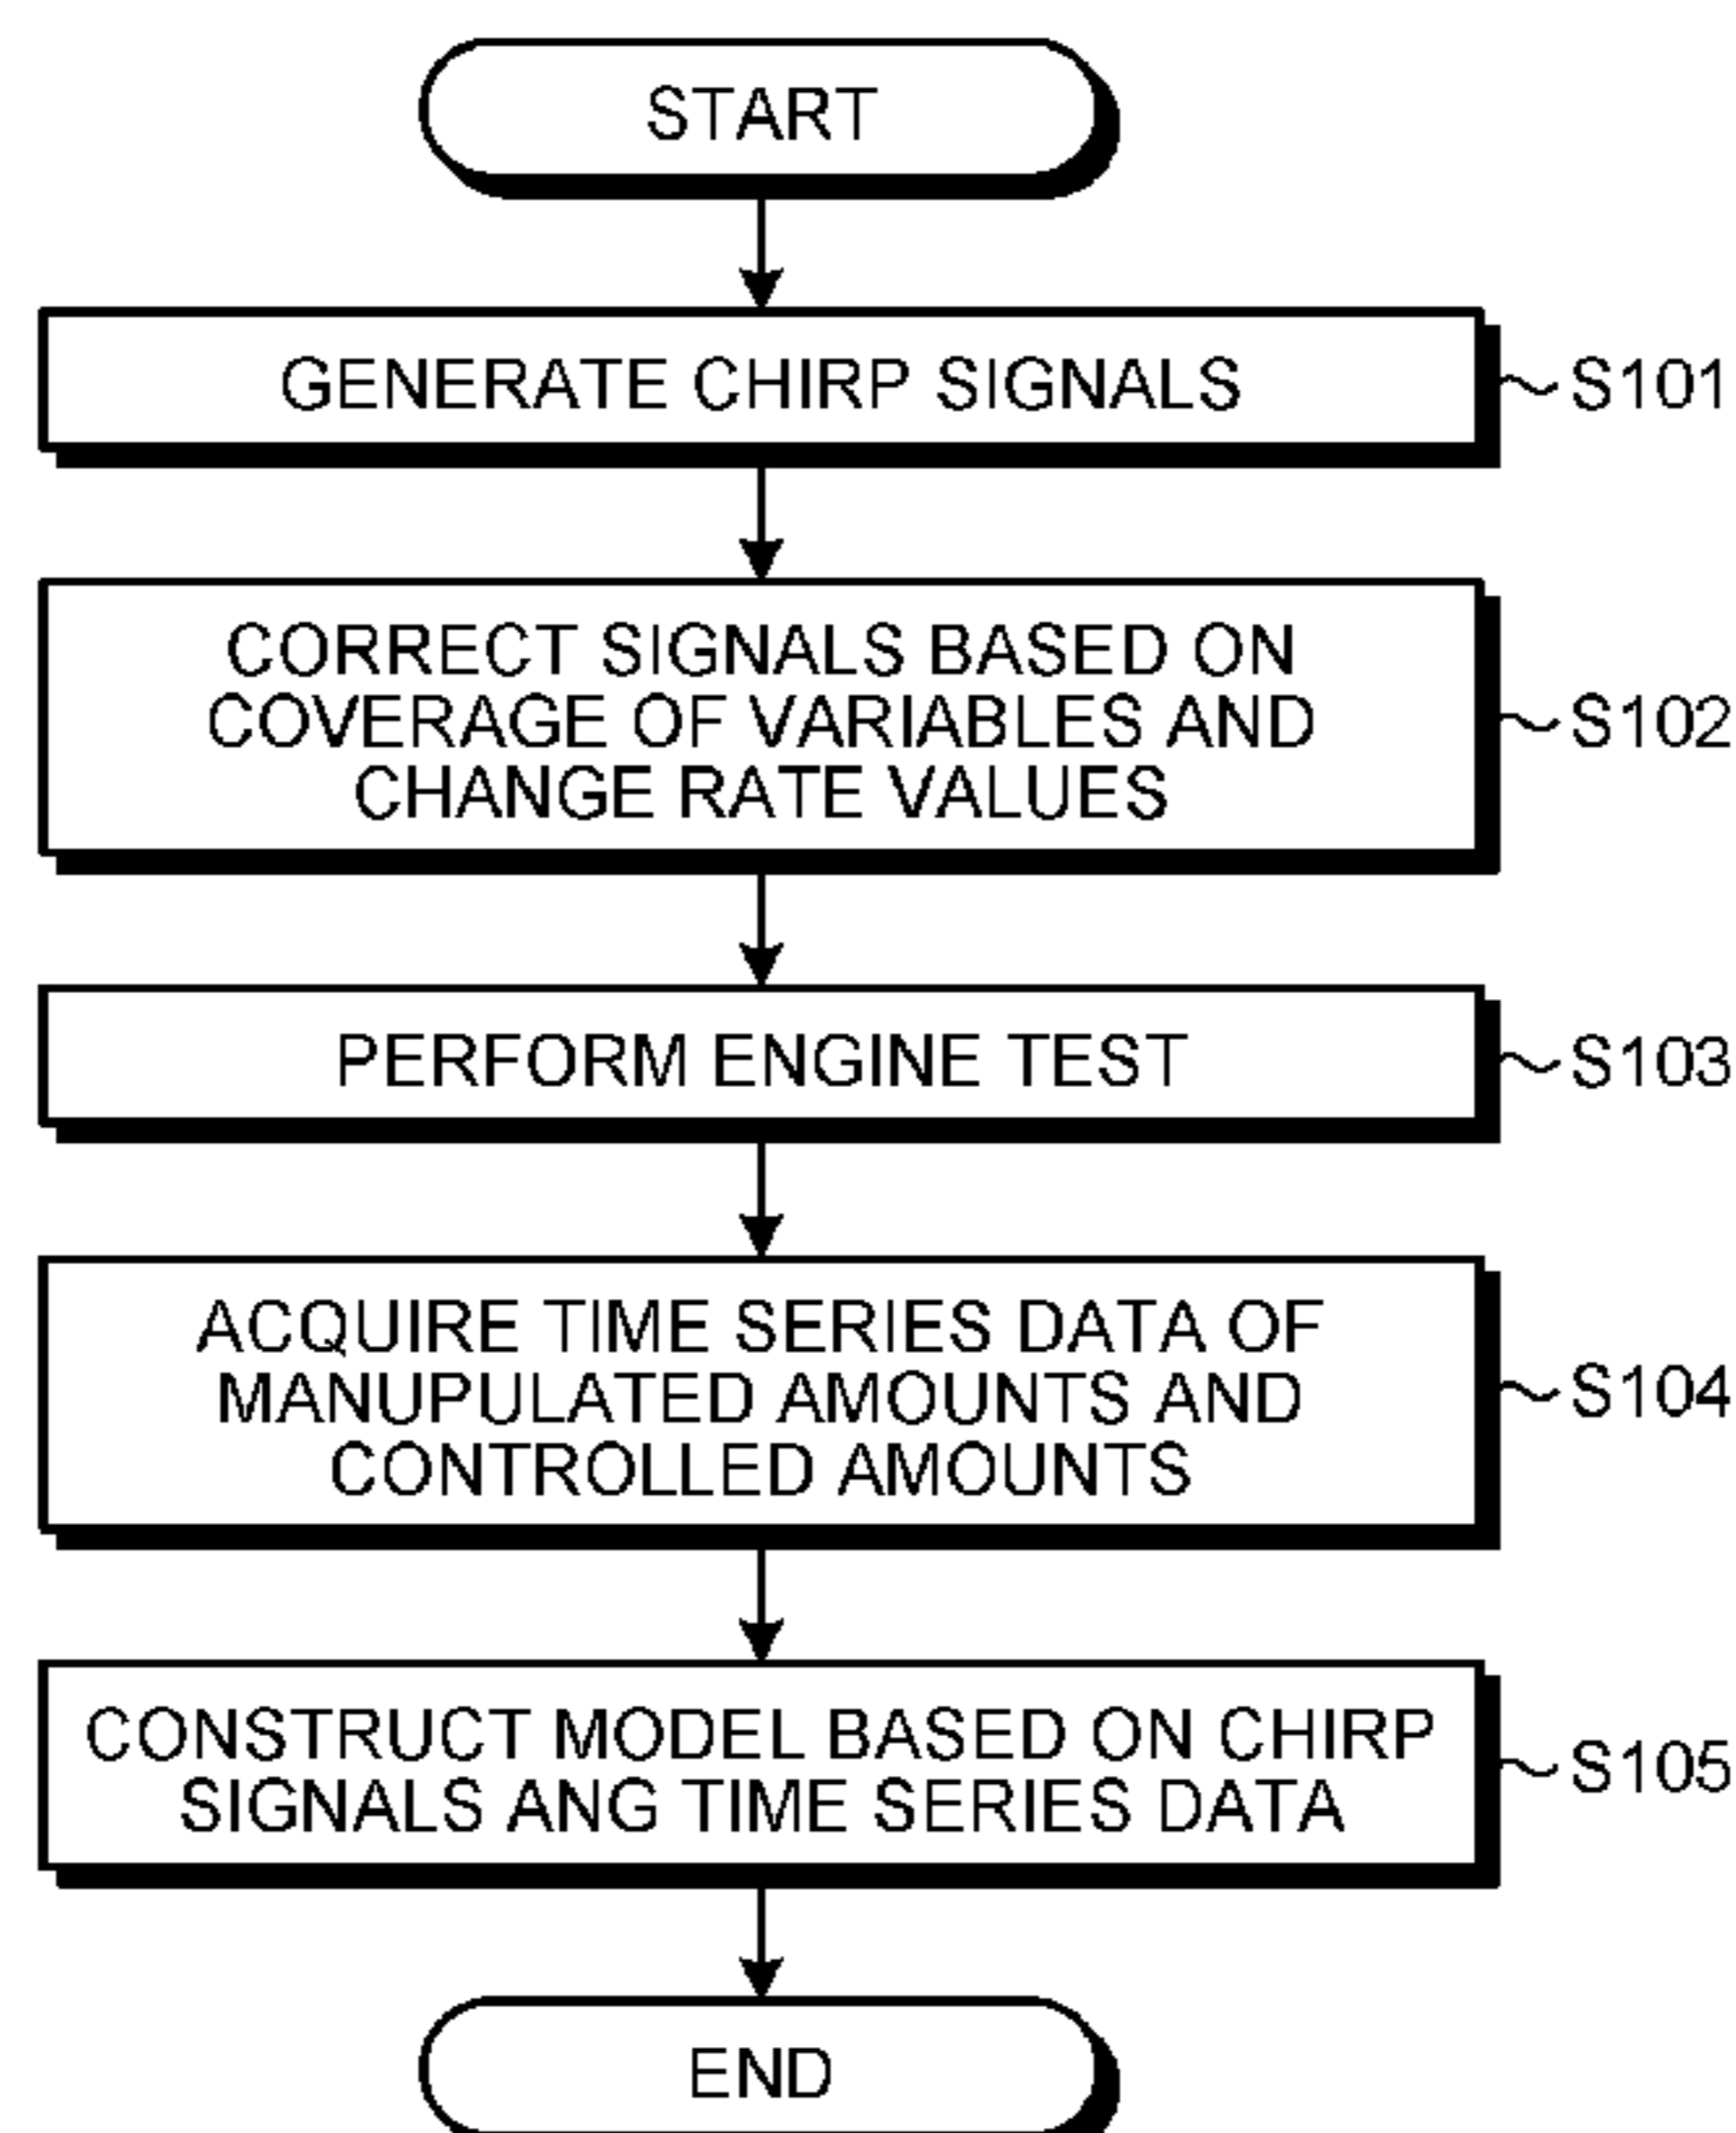 START
GENERATE CHIRP SIGNALS
S101
CORRECT SIGNALS BASED ON
COVERAGE OF VARIABLES AND
CHANGE RATE VALUES
S102
PERFORM ENGINE TEST
S103
ACQUIRE TIME SERIES DATA OF
MANUPULATED AMOUNTS AND
CONTROLLED AMOUNTS
S104
CONSTRUCT MODEL BASED ON CHIRP
SIGNALS ANG TIME SERIES DATA
S105
END